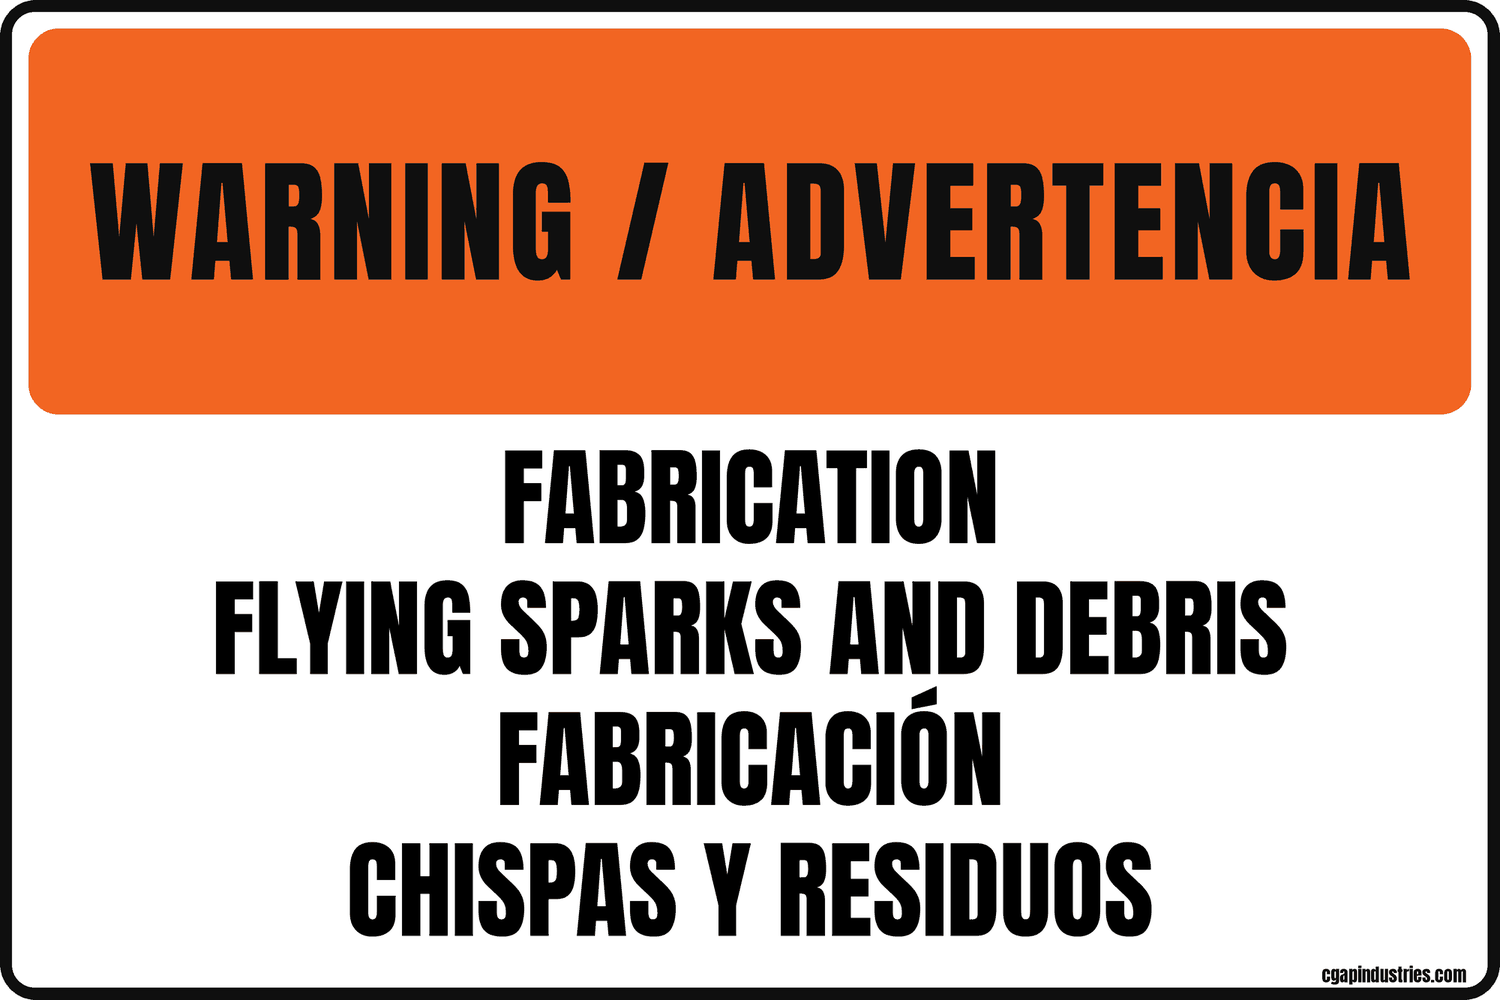 WARNING / ADVERTENCIA
FABRICATION
FLYING SPARKS AND DEBRIS
FABRICACIÓN
CHISPAS Y RESIDUOS
cgapindustries.com